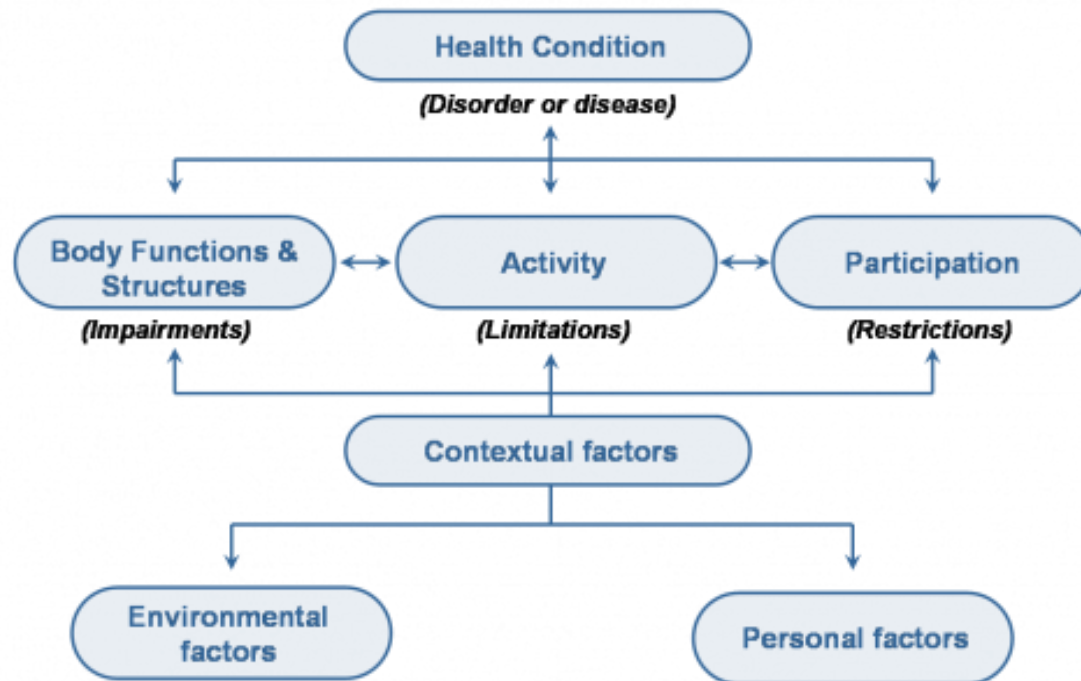 Health Condition
(Disorder or disease)
Body Functions &
Structures
Activity
Participation
(Impairments)
(Limitations)
(Restrictions)
Contextual factors
Environmental
factors
Personal factors